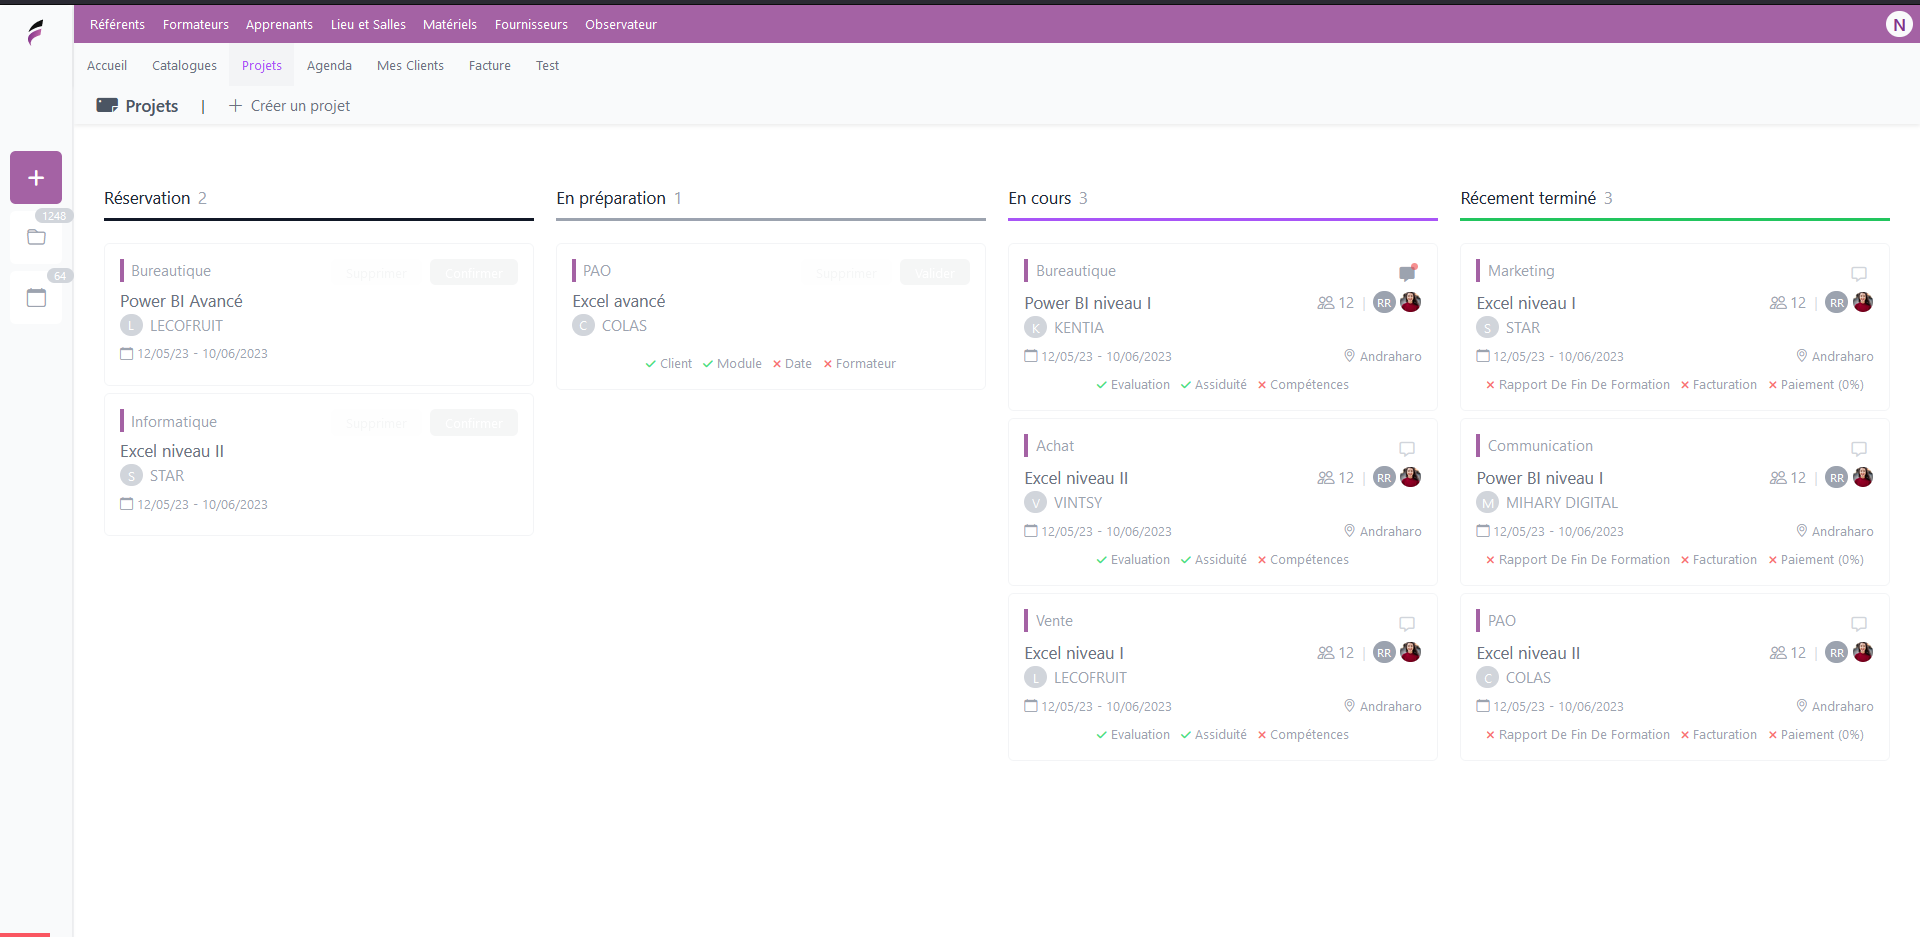 Référents Formateurs Apprenants Lieu et Salles Matériels Fournisseurs Observateur N
Accueil Catalogues Projets Agenda Mes Clients Facture Test
Projets | + Créer un projet
+
1248
64
Réservation 2
Bureautique Supprimer Confirmer
Power BI Avancé
L LECOFRUIT
12/05/23 - 10/06/2023
Informatique Supprimer Confirmer
Excel niveau II
S STAR
12/05/23 - 10/06/2023
En préparation 1
PAO Supprimer Valider
Excel avancé
C COLAS
Client Module Date Formateur
En cours 3
Bureautique
Power BI niveau I 12 | RR
K KENTIA
12/05/23 - 10/06/2023 Andraharo
Evaluation Assiduité Compétences
Achat
Excel niveau II 12 | RR
V VINTSY
12/05/23 - 10/06/2023 Andraharo
Evaluation Assiduité Compétences
Vente
Excel niveau I 12 | RR
L LECOFRUIT
12/05/23 - 10/06/2023 Andraharo
Evaluation Assiduité Compétences
Récement terminé 3
Marketing
Excel niveau I 12 | RR
S STAR
12/05/23 - 10/06/2023 Andraharo
Rapport De Fin De Formation Facturation Paiement (0%)
Communication
Power BI niveau I 12 | RR
M MIHARY DIGITAL
12/05/23 - 10/06/2023 Andraharo
Rapport De Fin De Formation Facturation Paiement (0%)
PAO
Excel niveau II 12 | RR
C COLAS
12/05/23 - 10/06/2023 Andraharo
Rapport De Fin De Formation Facturation Paiement (0%)